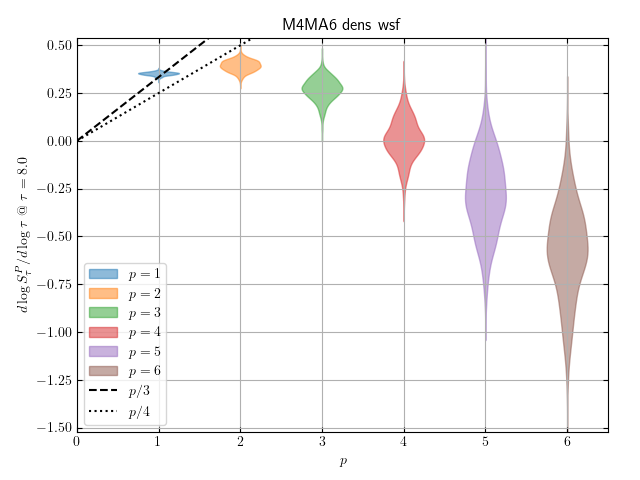 M4MA6 dens wsf
d log S_τ^P / d log τ @ τ = 8.0
0.50
0.25
0.00
−0.25
−0.50
−0.75
−1.00
−1.25
−1.50
p = 1
p = 2
p = 3
p = 4
p = 5
p = 6
p/3
p/4
0 1 2 3 4 5 6
p